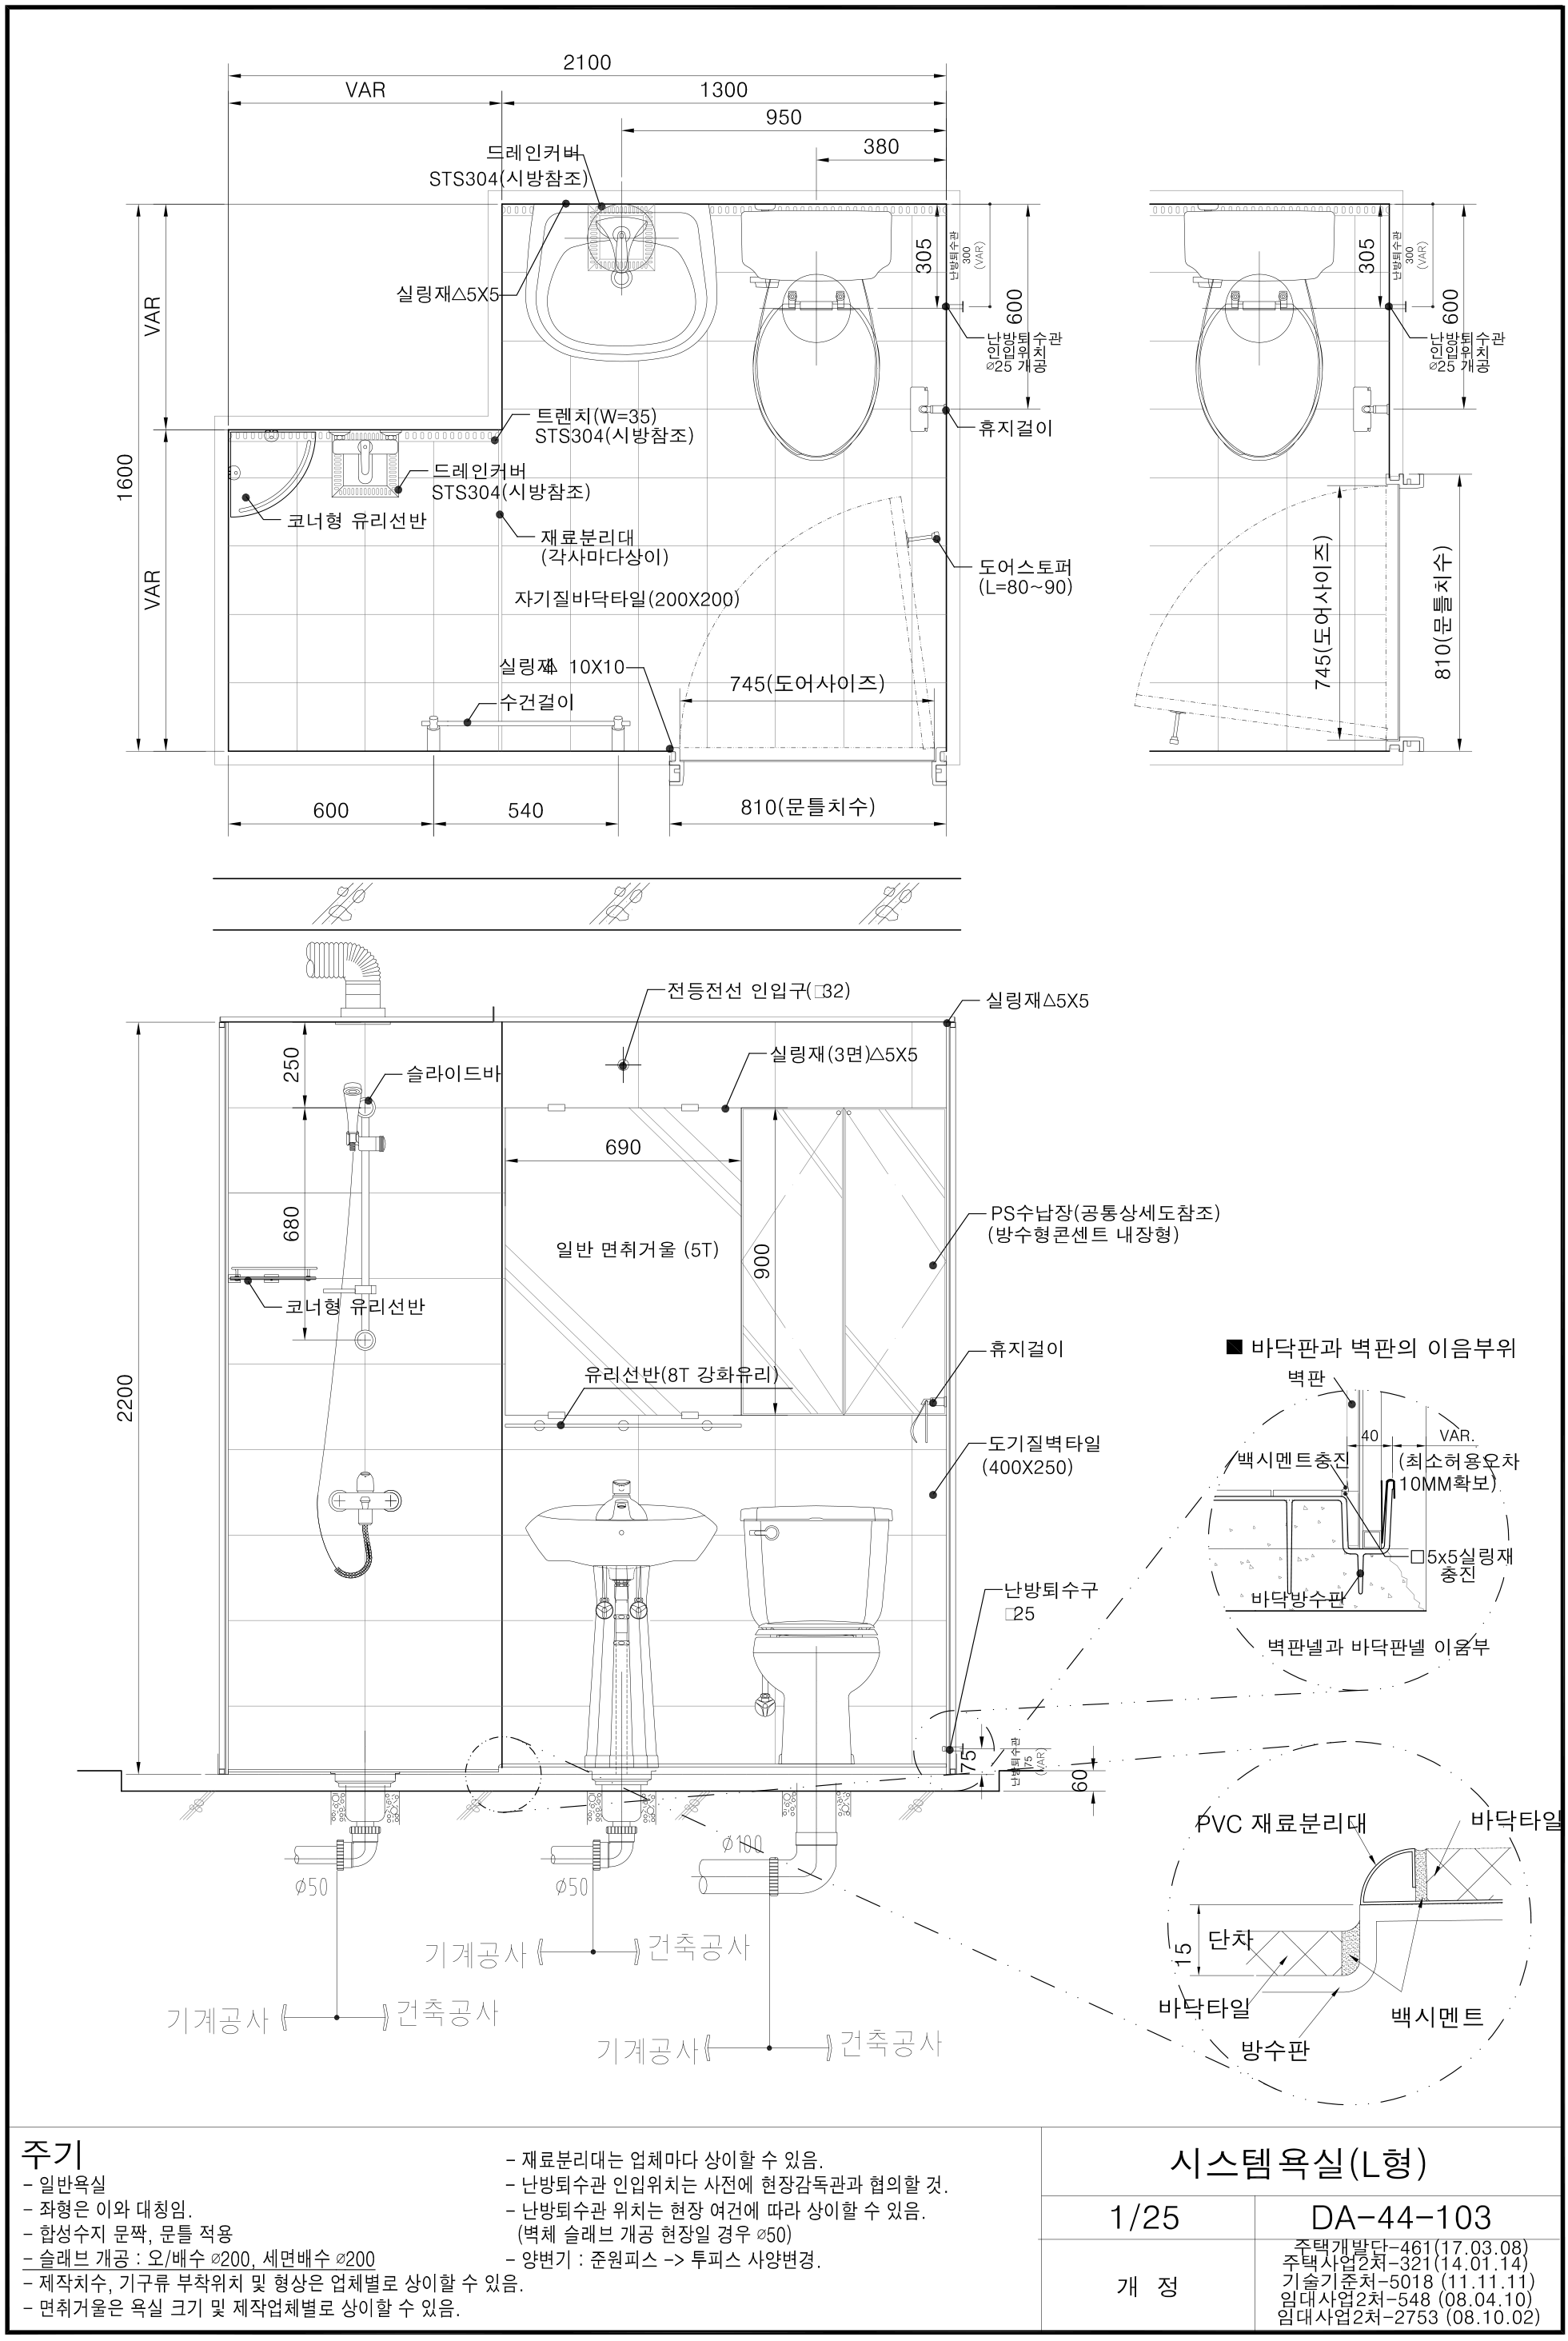 2100
VAR
1300
950
380
드레인커버
STS304(시방참조)
실링재△5X5
305
난방퇴수관
300
(VAR)
600
난방퇴수관
인입위치
⌀25 개공
305
난방퇴수관
300
(VAR)
600
난방퇴수관
인입위치
⌀25 개공
VAR
1600
VAR
트렌치(W=35)
STS304(시방참조)
휴지걸이
드레인커버
STS304(시방참조)
코너형 유리선반
재료분리대
(각사마다상이)
도어스토퍼
(L=80~90)
자기질바닥타일(200X200)
실링재△ 10X10
745(도어사이즈)
수건걸이
745(도어사이즈)
810(문틀치수)
600
540
810(문틀치수)
전등전선 인입구(□32)
실링재△5X5
250
슬라이드바
실링재(3면)△5X5
690
680
2200
일반 면취거울 (5T)
900
PS수납장(공통상세도참조)
(방수형콘센트 내장형)
코너형 유리선반
유리선반(8T 강화유리)
휴지걸이
도기질벽타일
(400X250)
난방퇴수구
□25
75
난방퇴수관
75
(VAR)
60
■ 바닥판과 벽판의 이음부위
벽판
40
VAR.
백시멘트충진
(최소허용오차
10MM확보)
□5x5실링재
충진
바닥방수판
벽판넬과 바닥판넬 이음부
⌀50
⌀50
⌀100
기계공사
건축공사
기계공사
건축공사
기계공사
건축공사
PVC 재료분리대
바닥타일
단차
15
바닥타일
방수판
백시멘트
주기
- 일반욕실
- 좌형은 이와 대칭임.
- 합성수지 문짝, 문틀 적용
- 슬래브 개공 : 오/배수 ⌀200, 세면배수 ⌀200
- 제작치수, 기구류 부착위치 및 형상은 업체별로 상이할 수 있음.
- 면취거울은 욕실 크기 및 제작업체별로 상이할 수 있음.
- 재료분리대는 업체마다 상이할 수 있음.
- 난방퇴수관 인입위치는 사전에 현장감독관과 협의할 것.
- 난방퇴수관 위치는 현장 여건에 따라 상이할 수 있음.
(벽체 슬래브 개공 현장일 경우 ⌀50)
- 양변기 : 준원피스 -> 투피스 사양변경.
시스템욕실(L형)
1/25
DA-44-103
개 정
주택개발단-461(17.03.08)
주택사업2처-321(14.01.14)
기술기준처-5018 (11.11.11)
임대사업2처-548 (08.04.10)
임대사업2처-2753 (08.10.02)